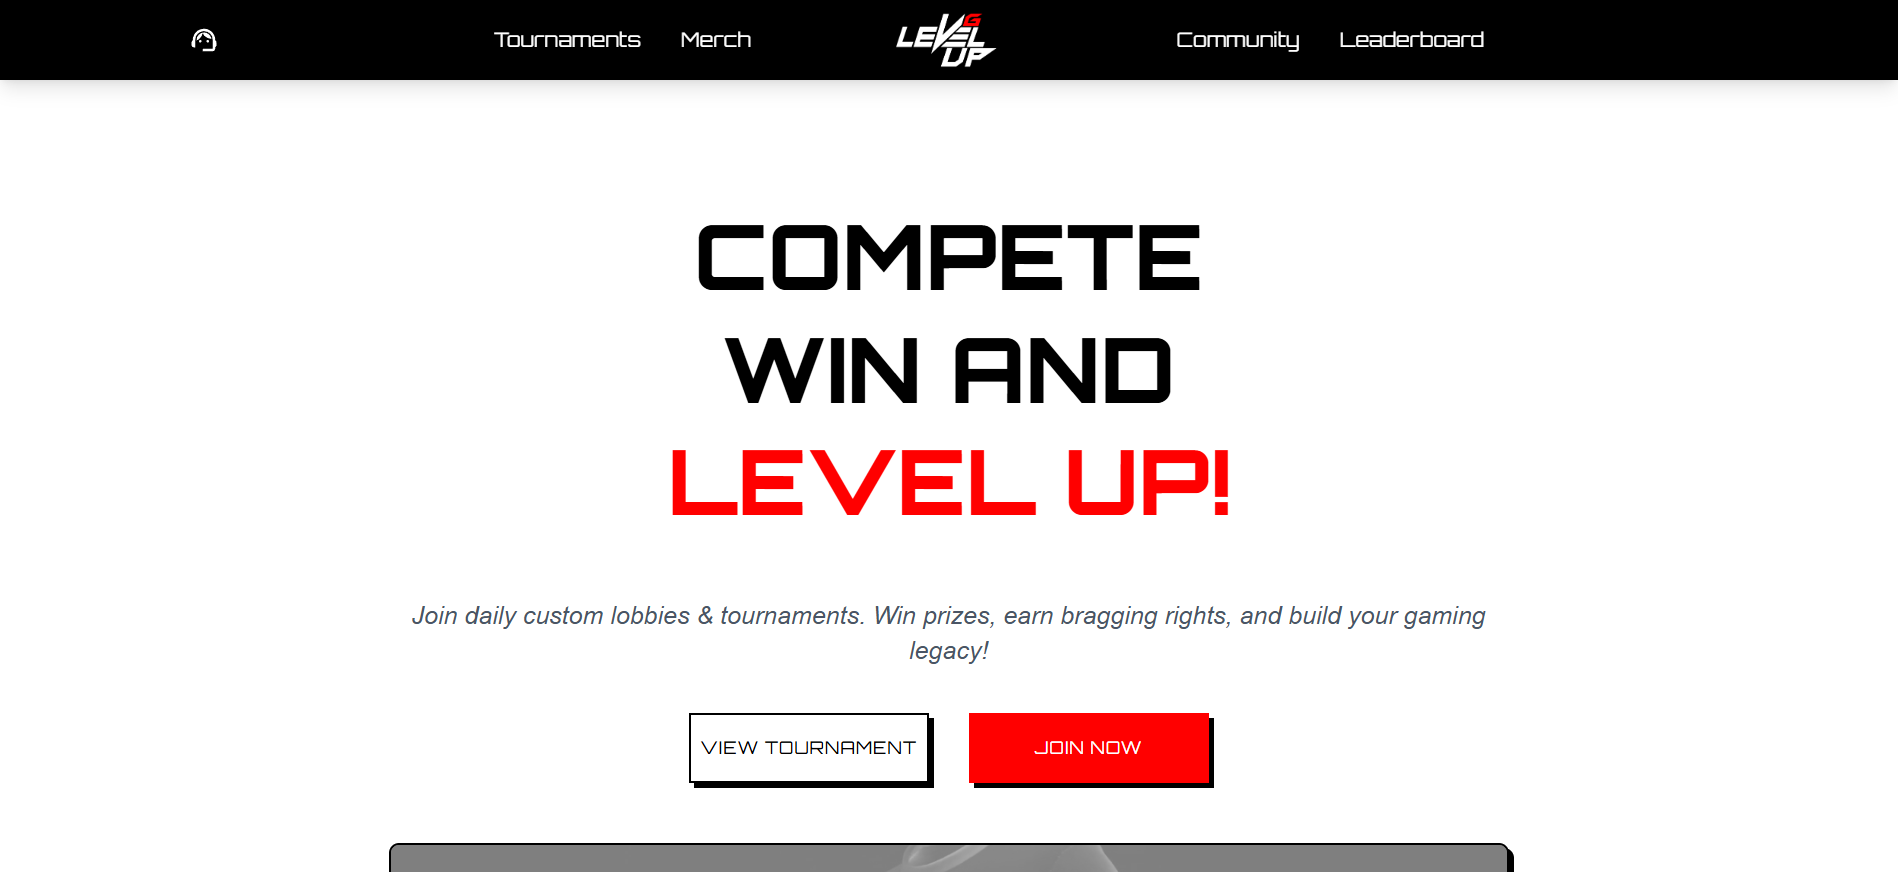 Tournaments Merch LEVEL G UP Community Leaderboard
COMPETE
WIN AND
LEVEL UP!
Join daily custom lobbies & tournaments. Win prizes, earn bragging rights, and build your gaming
legacy!
VIEW TOURNAMENT JOIN NOW